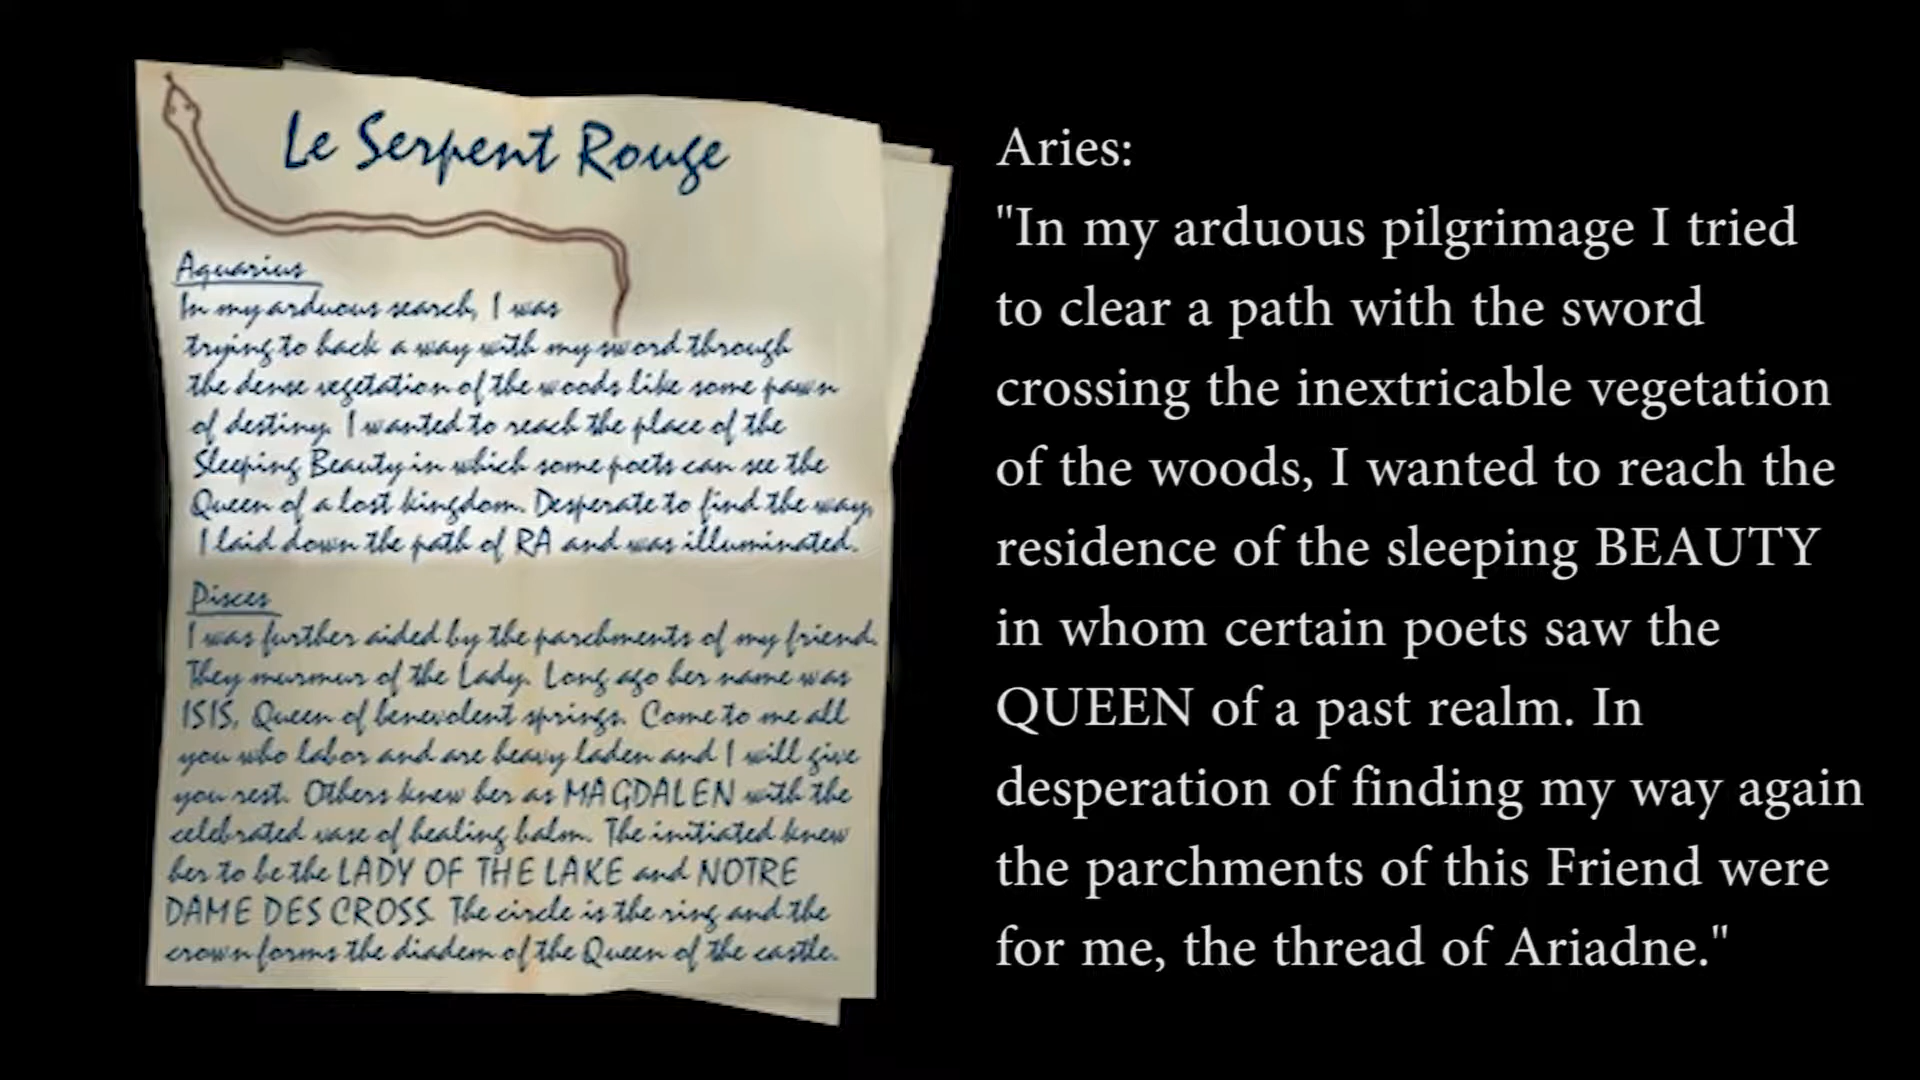 Le Serpent Rouge
Aquarius
In my arduous search, I was
trying to hack a way with my sword through
the dense vegetation of the woods like some pawn
of destiny. I wanted to reach the place of the
Sleeping Beauty in which some poets can see the
Queen of a lost kingdom. Desperate to find the way,
I laid down the path of RA and was illuminated.
Pisces
I was further aided by the parchments of my friend.
They murmur of the Lady. Long ago her name was
ISIS, Queen of benevolent springs. Come to me all
you who labor and are heavy laden and I will give
you rest. Others knew her as MAGDALEN with the
celebrated vase of healing balm. The initiated knew
her to be the LADY OF THE LAKE and NOTRE
DAME DES CROSS. The circle is the ring and the
crown forms the diadem of the Queen of the castle.
Aries:
"In my arduous pilgrimage I tried
to clear a path with the sword
crossing the inextricable vegetation
of the woods, I wanted to reach the
residence of the sleeping BEAUTY
in whom certain poets saw the
QUEEN of a past realm. In
desperation of finding my way again
the parchments of this Friend were
for me, the thread of Ariadne."